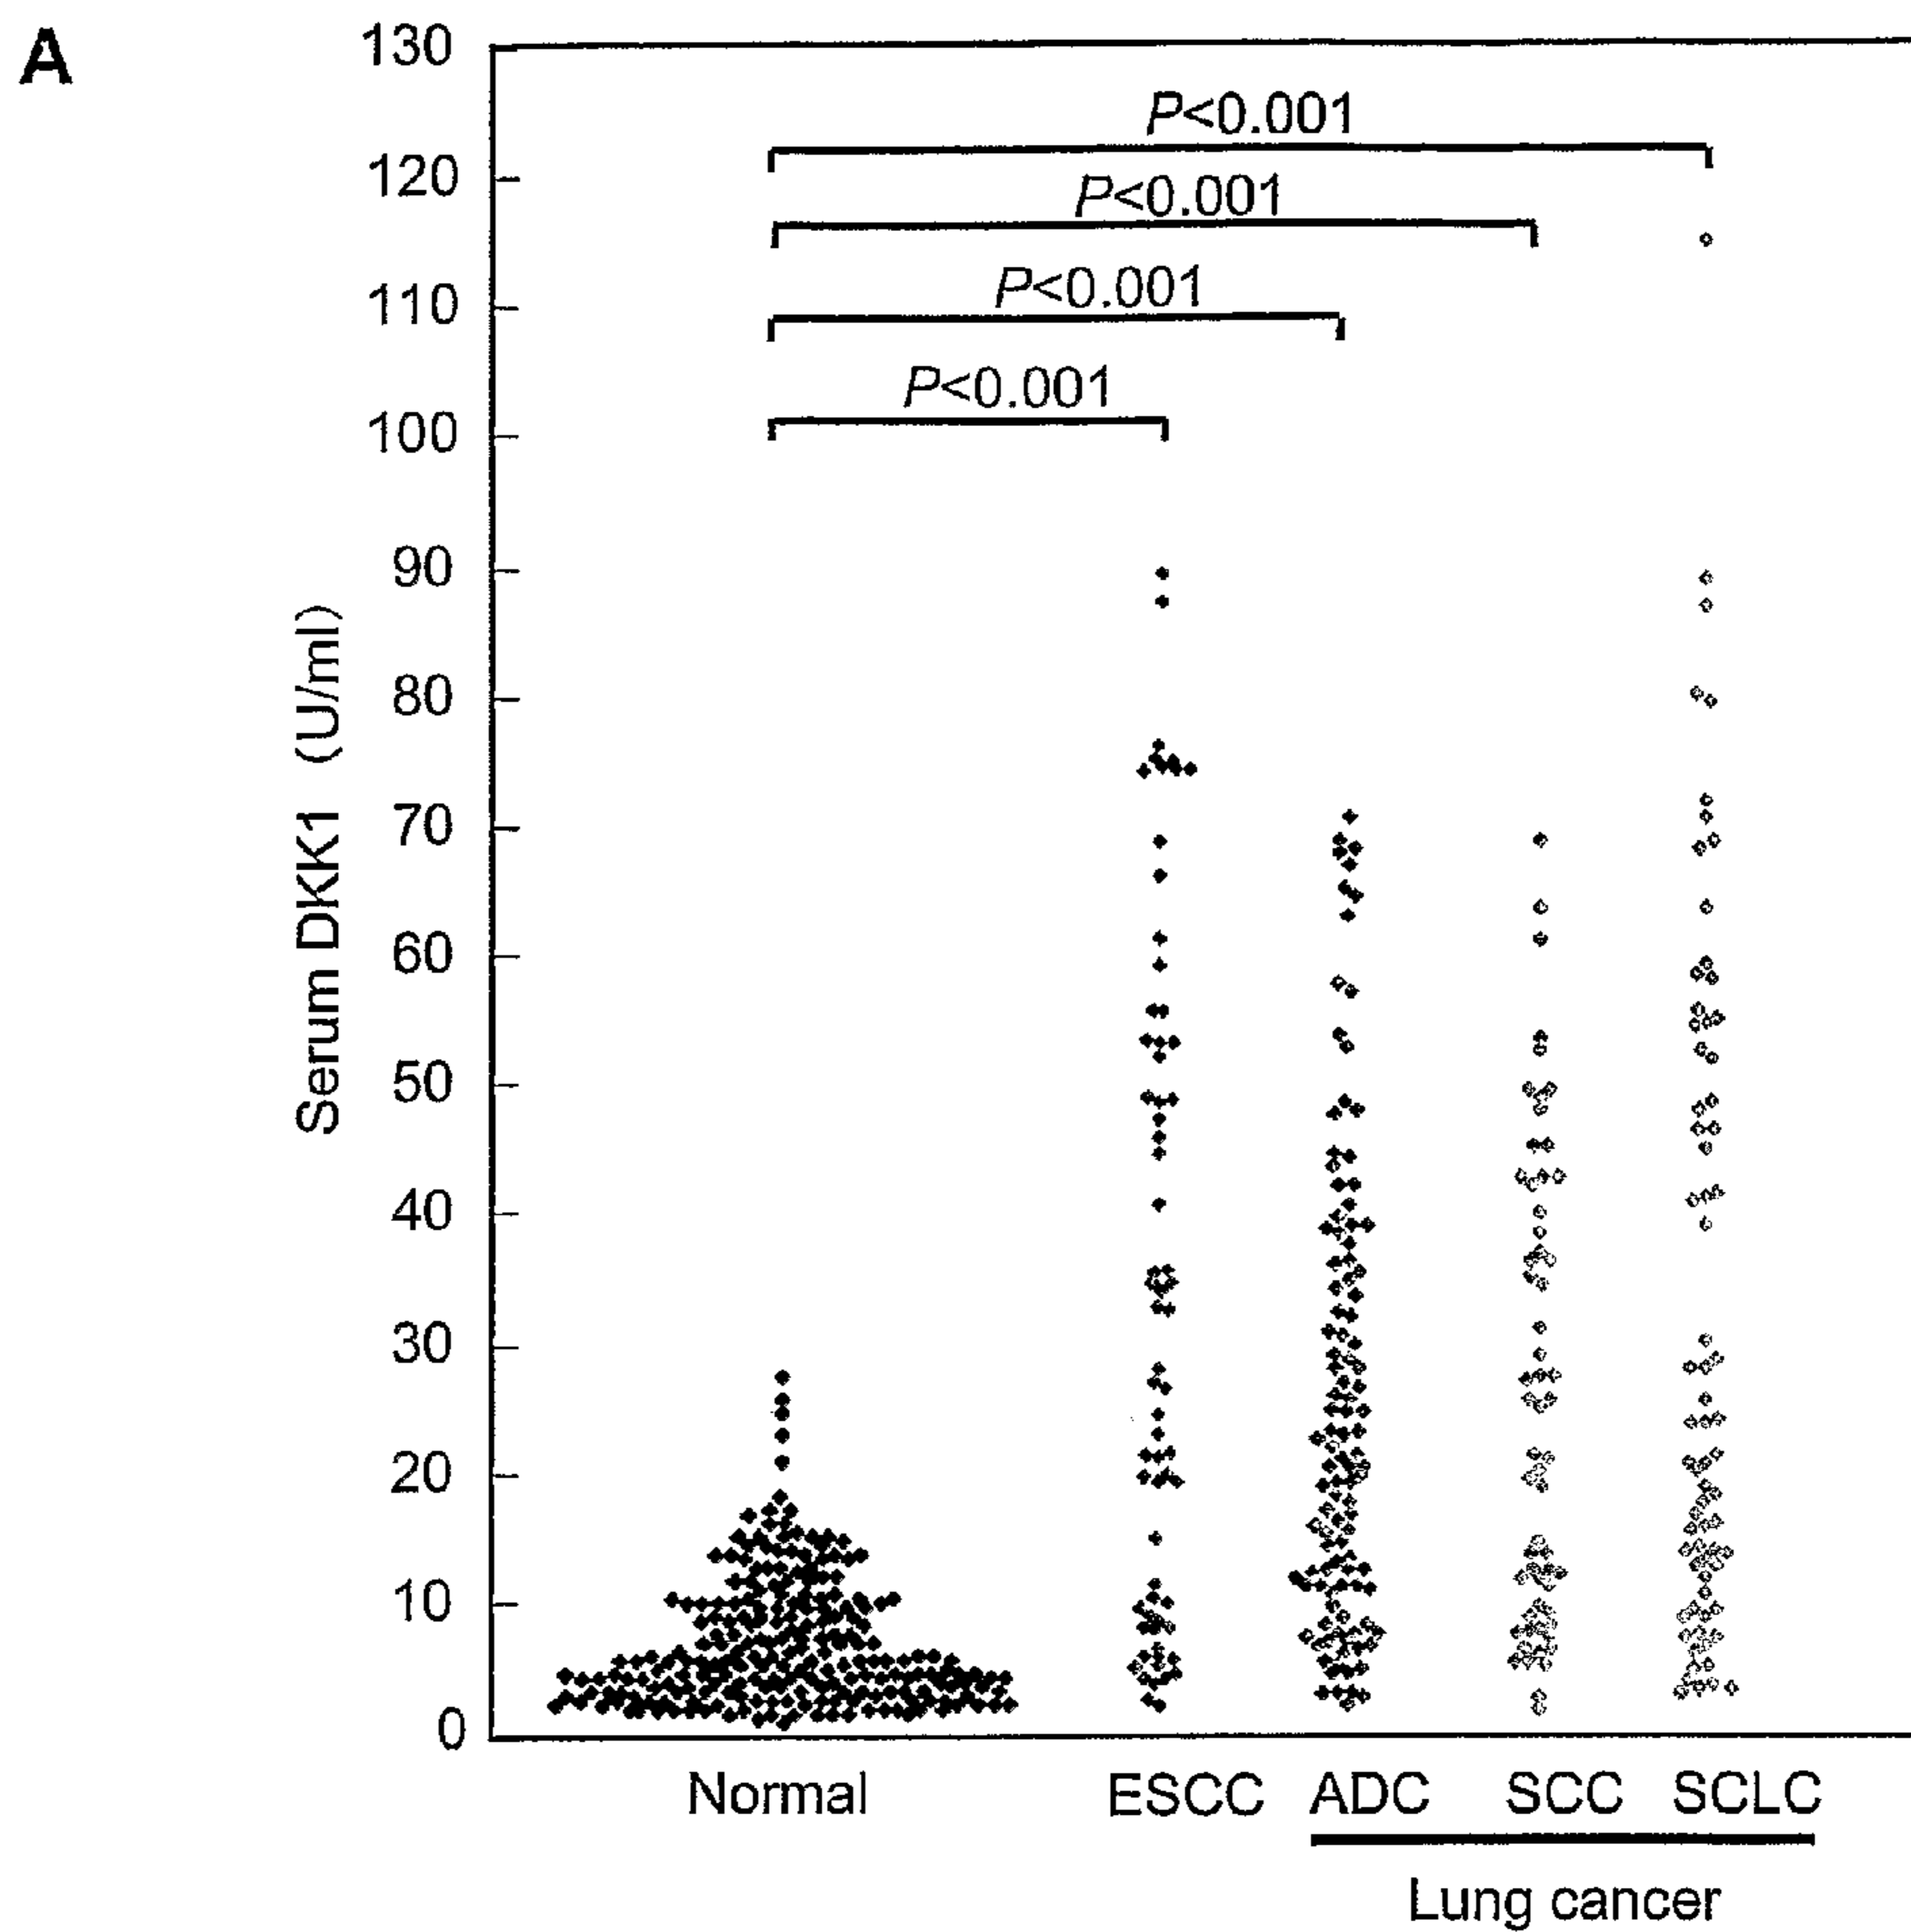 A
130
120
110
100
90
80
70
60
50
40
30
20
10
0
Serum DKK1 (U/ml)
P<0.001
P<0.001
P<0.001
P<0.001
Normal ESCC ADC SCC SCLC
Lung cancer